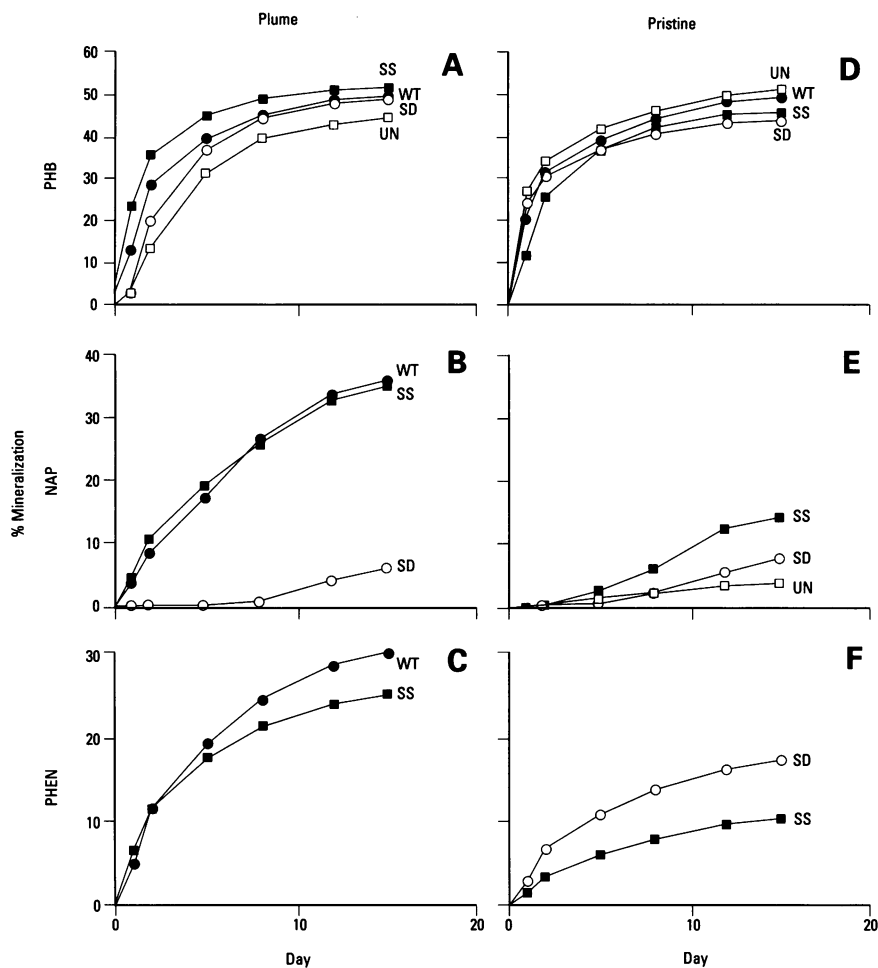 Plume
Pristine
60
50
40
30
20
10
0
PHB
SS
WT
SD
UN
A
UN
WT
SS
SD
D
40
30
20
10
0
% Mineralization
NAP
WT
SS
SD
B
SS
SD
UN
E
30
20
10
0
PHEN
WT
SS
C
SD
SS
F
0
10
20
Day
0
10
20
Day